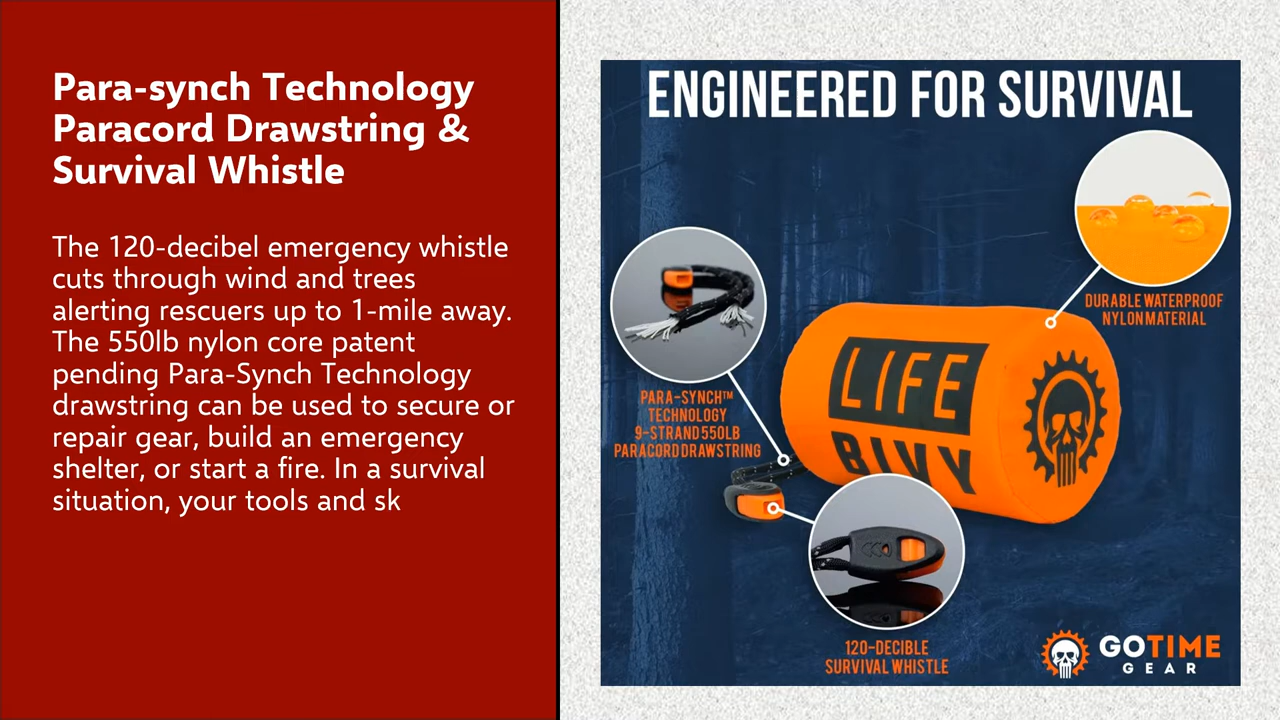 Para-synch Technology
Paracord Drawstring &
Survival Whistle
The 120-decibel emergency whistle
cuts through wind and trees
alerting rescuers up to 1-mile away.
The 550lb nylon core patent
pending Para-Synch Technology
drawstring can be used to secure or
repair gear, build an emergency
shelter, or start a fire. In a survival
situation, your tools and sk
ENGINEERED FOR SURVIVAL
DURABLE WATERPROOF
NYLON MATERIAL
PARA-SYNCH™
TECHNOLOGY
9-STRAND 550LB
PARACORD DRAWSTRING
LIFE
BIVY
120-DECIBLE
SURVIVAL WHISTLE
GOTIME
GEAR